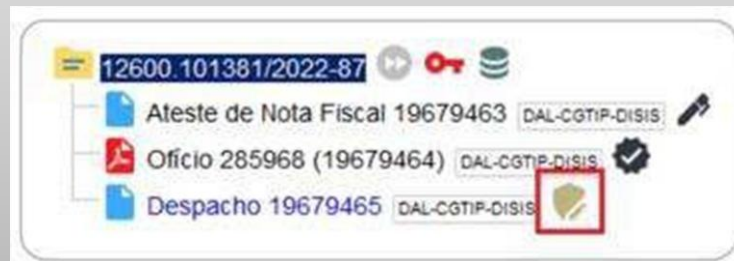 12600.101381/2022-87
Ateste de Nota Fiscal 19679463 DAL-CGTIP-DISIS
Ofício 285968 (19679464) DAL-CGTIP-DISIS
Despacho 19679465 DAL-CGTIP-DISIS